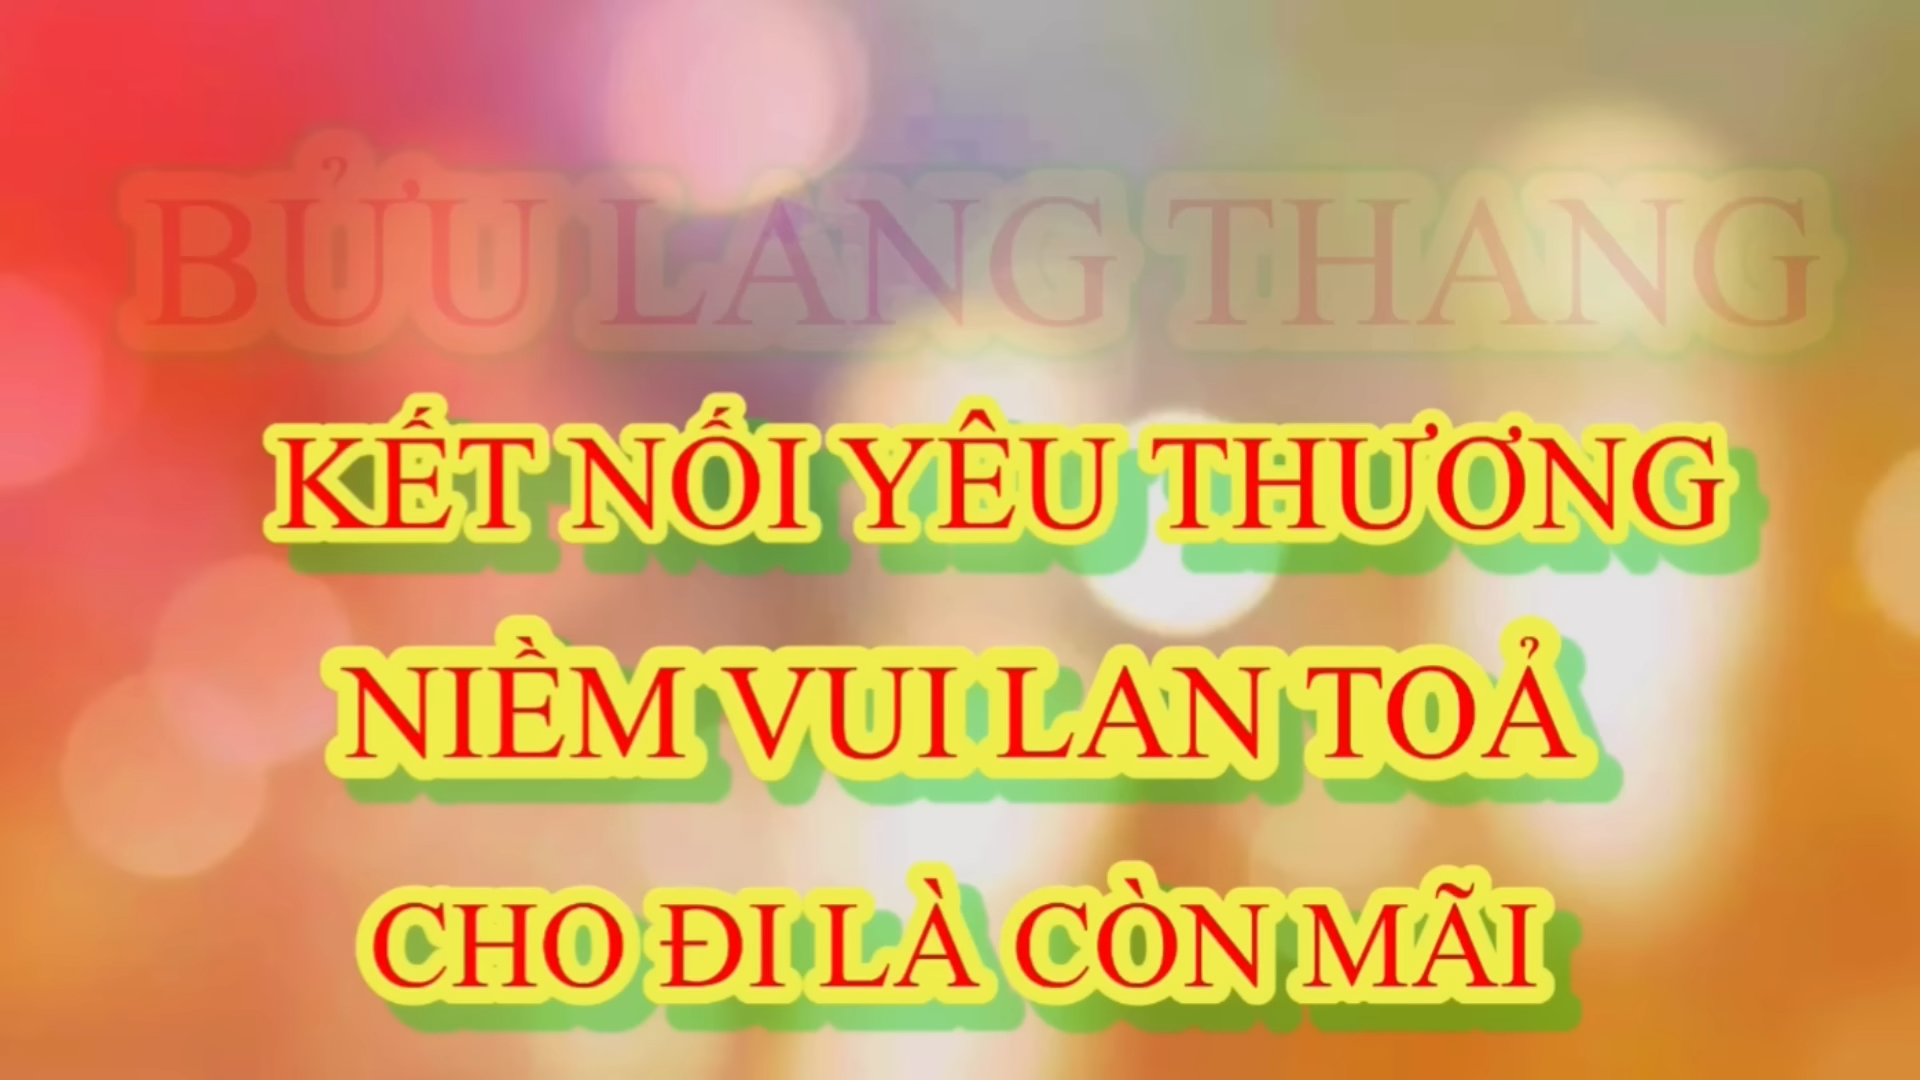 BỬU LANG THANG
KẾT NỐI YÊU THƯƠNG
NIỀM VUI LAN TOẢ
CHO ĐI LÀ CÒN MÃI